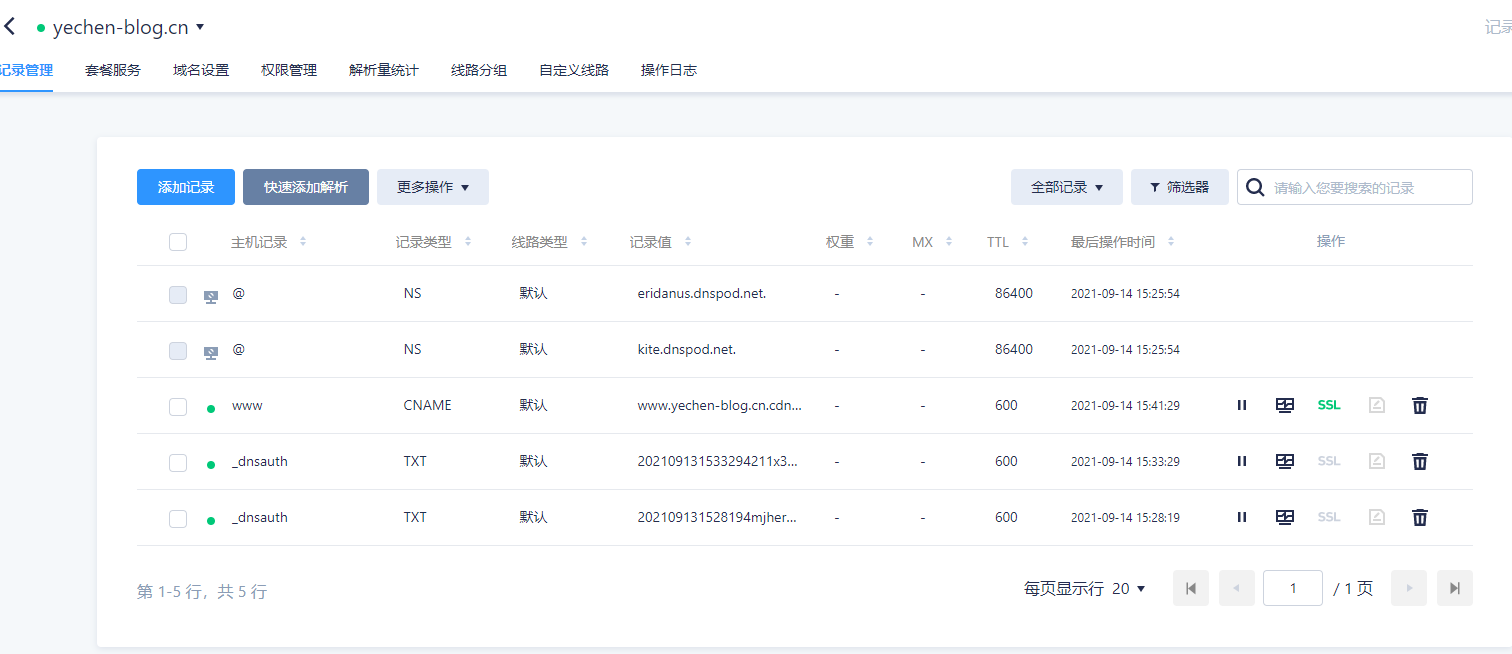 yechen-blog.cn
记录
记录管理 套餐服务 域名设置 权限管理 解析量统计 线路分组 自定义线路 操作日志
添加记录 快速添加解析 更多操作 全部记录 筛选器 请输入您要搜索的记录
主机记录 记录类型 线路类型 记录值 权重 MX TTL 最后操作时间 操作
@ NS 默认 eridanus.dnspod.net. - - 86400 2021-09-14 15:25:54
@ NS 默认 kite.dnspod.net. - - 86400 2021-09-14 15:25:54
www CNAME 默认 www.yechen-blog.cn.cdn... - - 600 2021-09-14 15:41:29 SSL
_dnsauth TXT 默认 202109131533294211x3... - - 600 2021-09-14 15:33:29 SSL
_dnsauth TXT 默认 202109131528194mjher... - - 600 2021-09-14 15:28:19 SSL
第 1-5 行，共 5 行 每页显示行 20 1 / 1 页